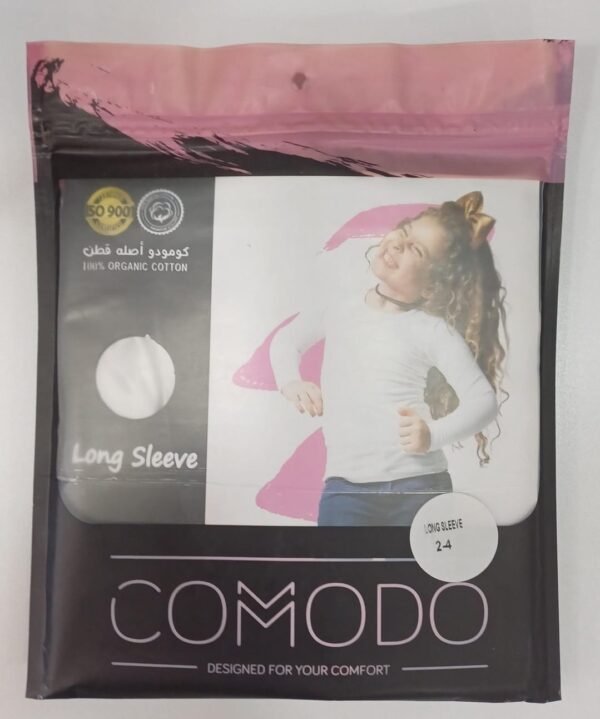 ISO 9001
كومودو أصله قطن
100% ORGANIC COTTON
Long Sleeve
LONG SLEEVE
2-4
COMODO
DESIGNED FOR YOUR COMFORT